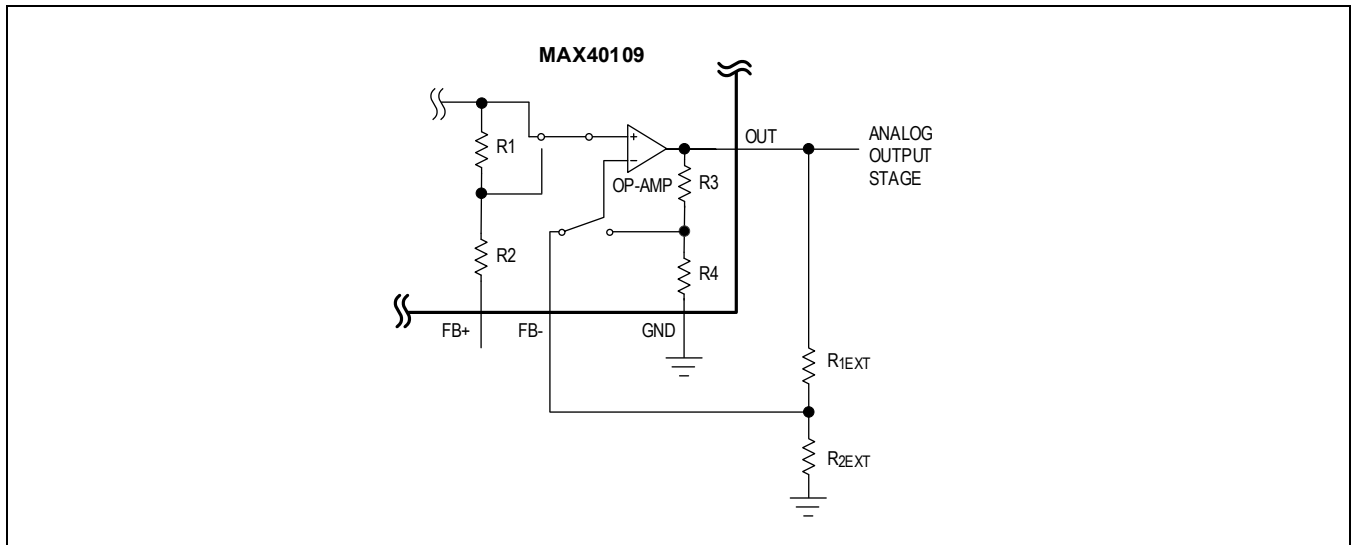 MAX40109
OUT
ANALOG
OUTPUT
STAGE
R1
OP-AMP
R3
R2
R4
FB+
FB-
GND
R1EXT
R2EXT
+
-